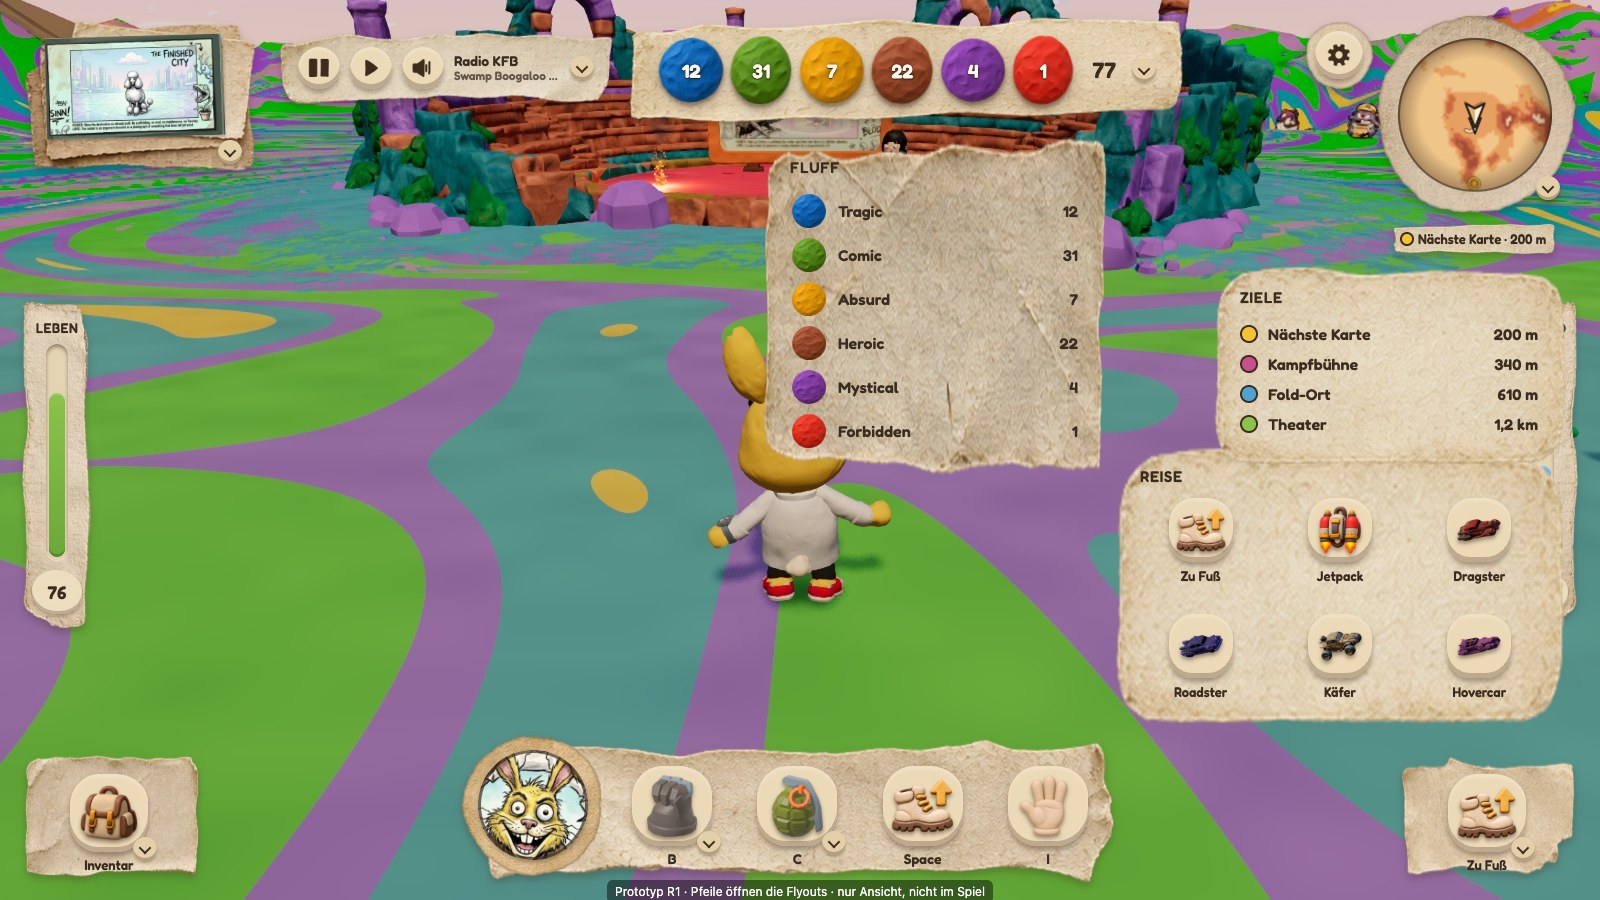 THE FINISHED
CITY
SINN!
Radio KFB
Swamp Boogaloo ...
12
31
7
22
4
1
77
BLOO
Nächste Karte · 200 m
FLUFF
Tragic 12
Comic 31
Absurd 7
Heroic 22
Mystical 4
Forbidden 1
ZIELE
Nächste Karte 200 m
Kampfbühne 340 m
Fold-Ort 610 m
Theater 1,2 km
LEBEN
76
REISE
Zu Fuß
Jetpack
Dragster
Roadster
Käfer
Hovercar
Inventar
B
C
Space
I
Zu Fuß
Prototyp R1 · Pfeile öffnen die Flyouts · nur Ansicht, nicht im Spiel